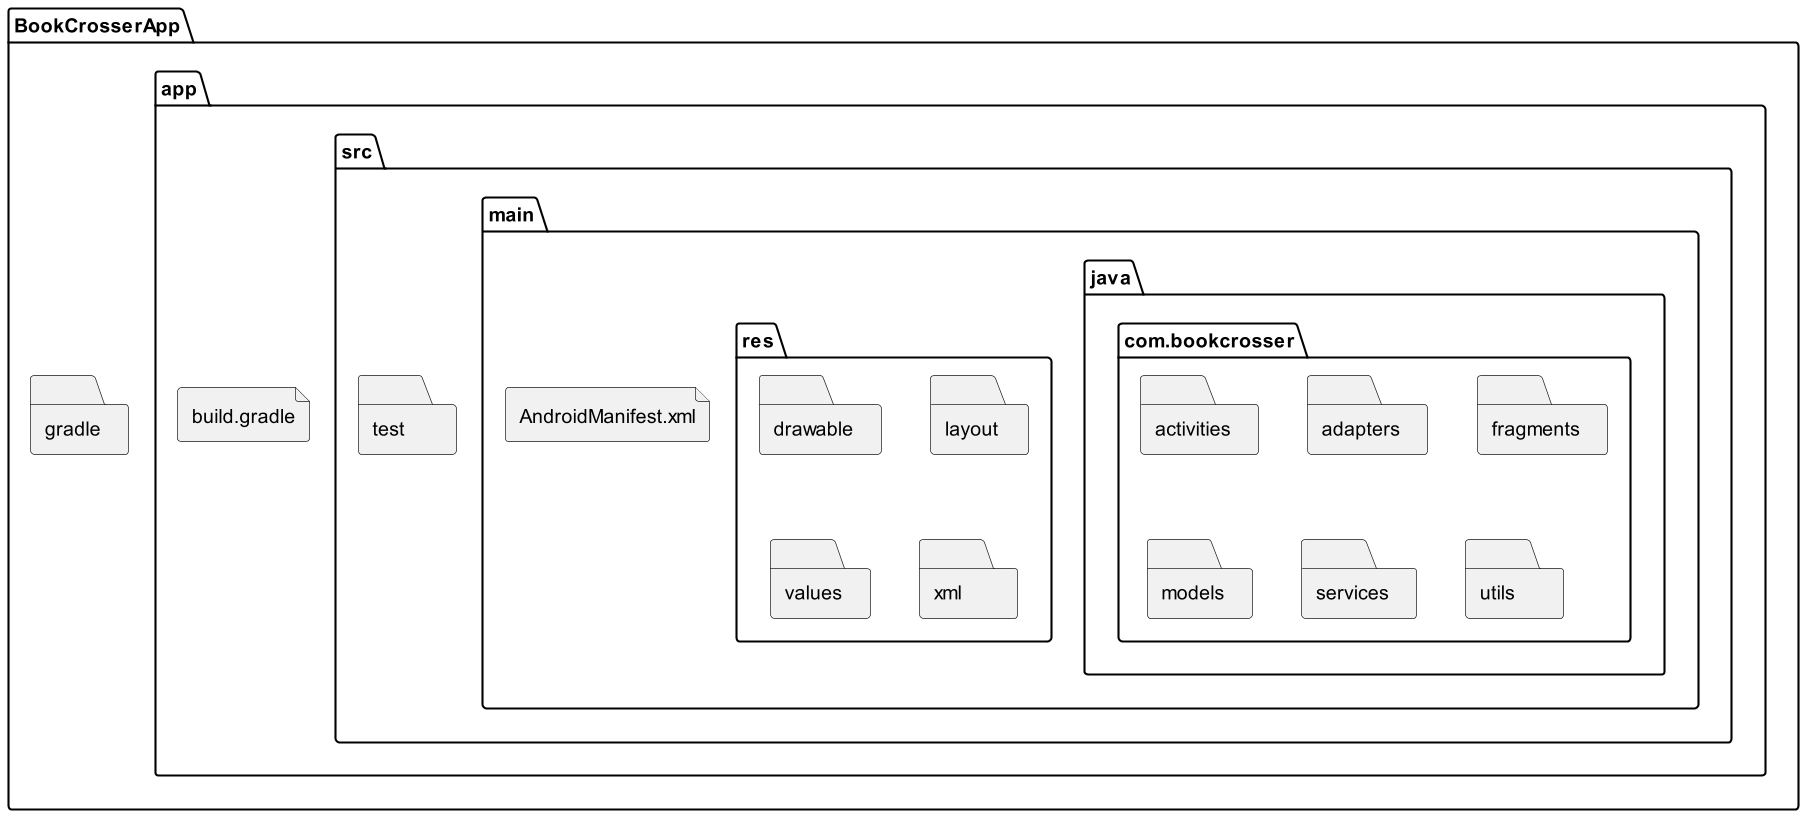 BookCrosserApp
app
src
main
java
res
com.bookcrosser
gradle
build.gradle
test
AndroidManifest.xml
drawable
layout
activities
adapters
fragments
values
xml
models
services
utils